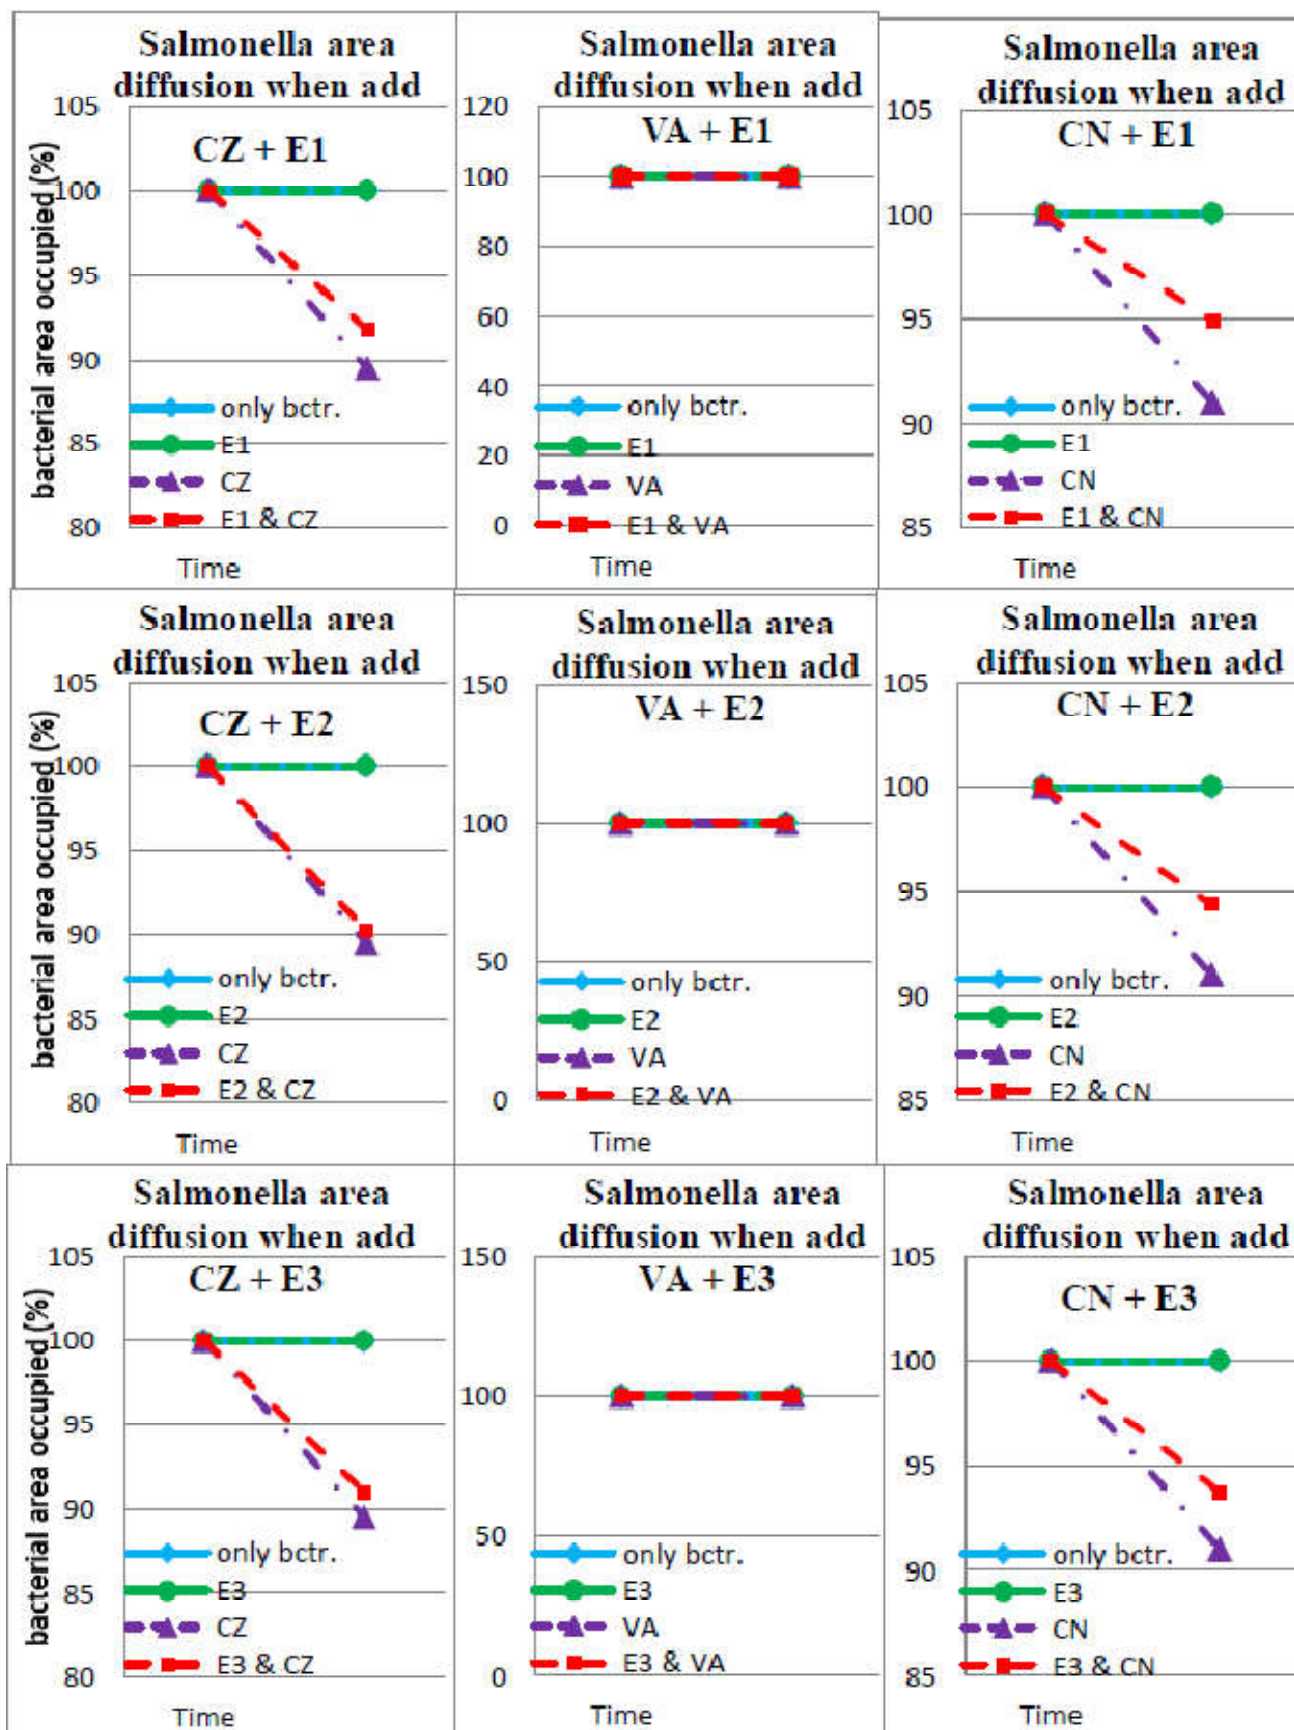 Salmonella area
diffusion when add
CZ + E1
bacterial area occupied (%)
105
100
95
90
85
80
only bctr.
E1
CZ
E1 & CZ
Time
Salmonella area
diffusion when add
VA + E1
120
100
80
60
40
20
0
only bctr.
E1
VA
E1 & VA
Time
Salmonella area
diffusion when add
CN + E1
105
100
95
90
85
only bctr.
E1
CN
E1 & CN
Time
Salmonella area
diffusion when add
CZ + E2
bacterial area occupied (%)
105
100
95
90
85
80
only bctr.
E2
CZ
E2 & CZ
Time
Salmonella area
diffusion when add
VA + E2
150
100
50
0
only bctr.
E2
VA
E2 & VA
Time
Salmonella area
diffusion when add
CN + E2
105
100
95
90
85
only bctr.
E2
CN
E2 & CN
Time
Salmonella area
diffusion when add
CZ + E3
bacterial area occupied (%)
105
100
95
90
85
80
only bctr.
E3
CZ
E3 & CZ
Time
Salmonella area
diffusion when add
VA + E3
150
100
50
0
only bctr.
E3
VA
E3 & VA
Time
Salmonella area
diffusion when add
CN + E3
105
100
95
90
85
only bctr.
E3
CN
E3 & CN
Time